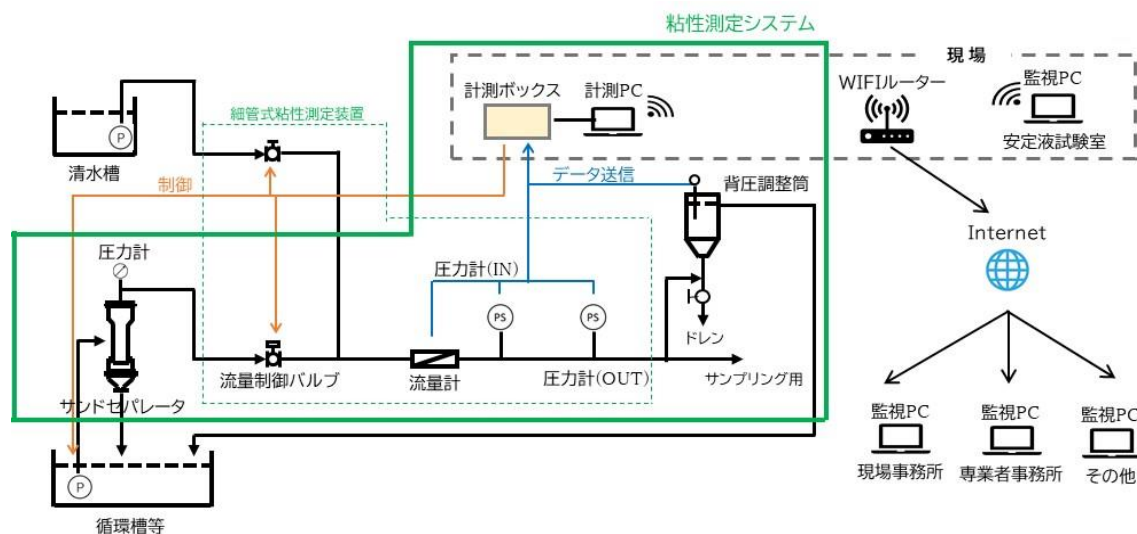 粘性測定システム
現場
計測ボックス
計測PC
WIFIルーター
監視PC
安定液試験室
細管式粘性測定装置
P
清水槽
制御
データ送信
背圧調整筒
Internet
圧力計
圧力計(IN)
PS
PS
ドレン
流量制御バルブ
流量計
圧力計(OUT)
サンプリング用
サンドセパレータ
監視PC
監視PC
監視PC
現場事務所
専業者事務所
その他
P
循環槽等